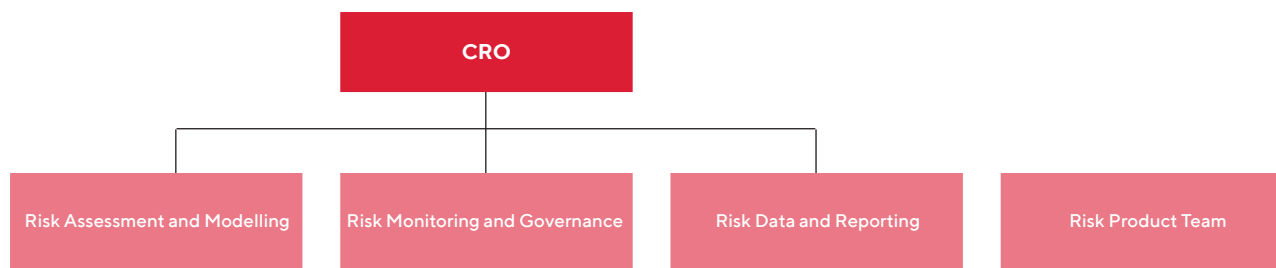 CRO
Risk Assessment and Modelling
Risk Monitoring and Governance
Risk Data and Reporting
Risk Product Team